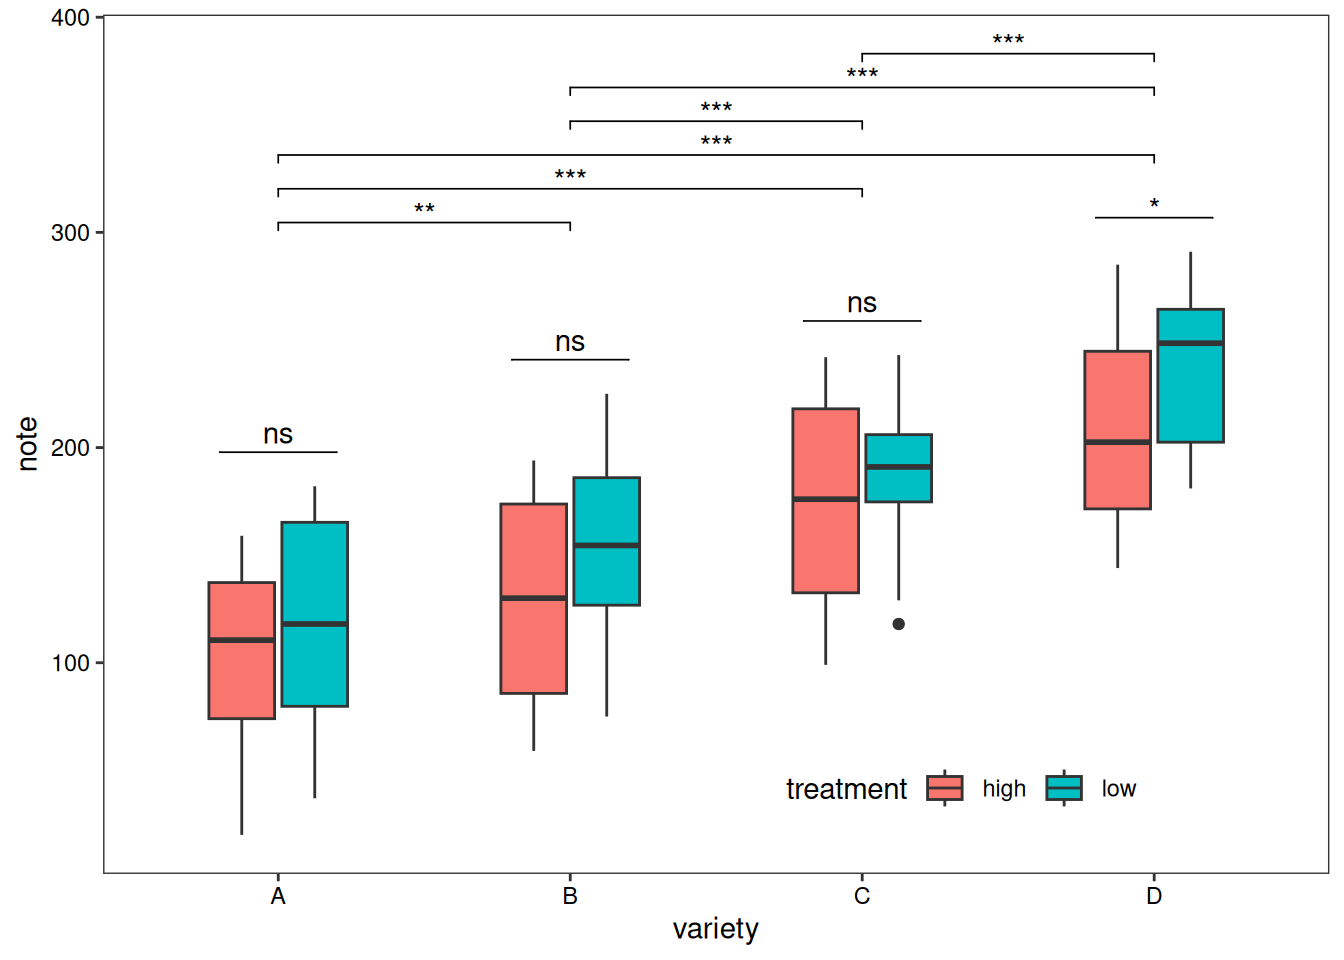 400
***
***
***
***
***
**
*
300
ns
ns
ns
200
note
100
treatment high low
A B C D
variety